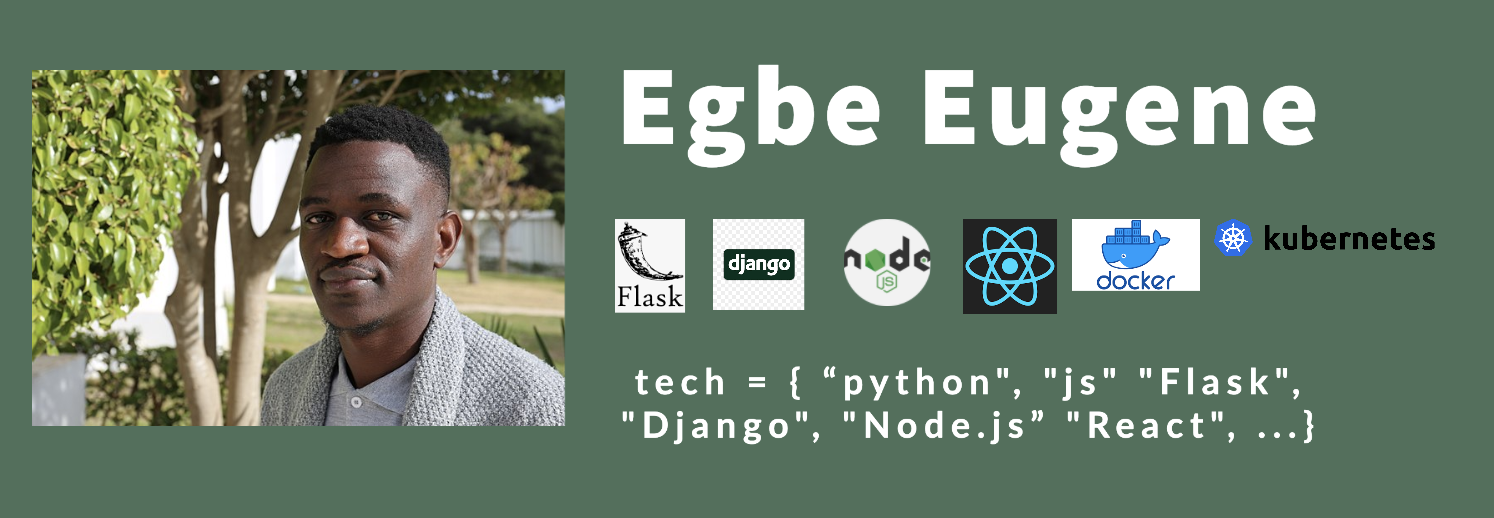 Egbe Eugene
Flask
django
node
JS
docker
kubernetes
tech = { “python", "js" "Flask",
"Django", "Node.js” "React", ...}